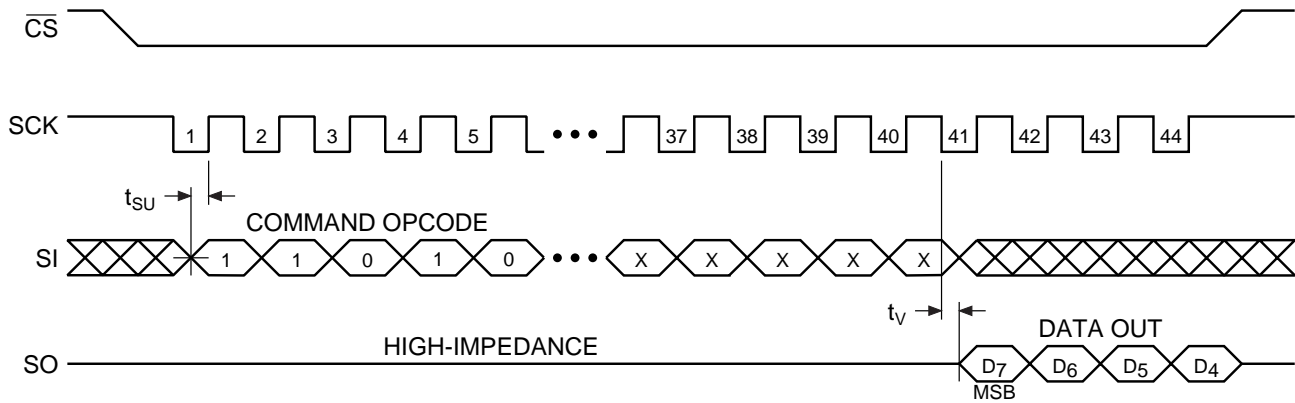 CS
SCK 1 2 3 4 5 ••• 37 38 39 40 41 42 43 44
tSU
COMMAND OPCODE
SI 1 1 0 1 0 ••• X X X X X
tV
DATA OUT
HIGH-IMPEDANCE
SO D7 D6 D5 D4
MSB